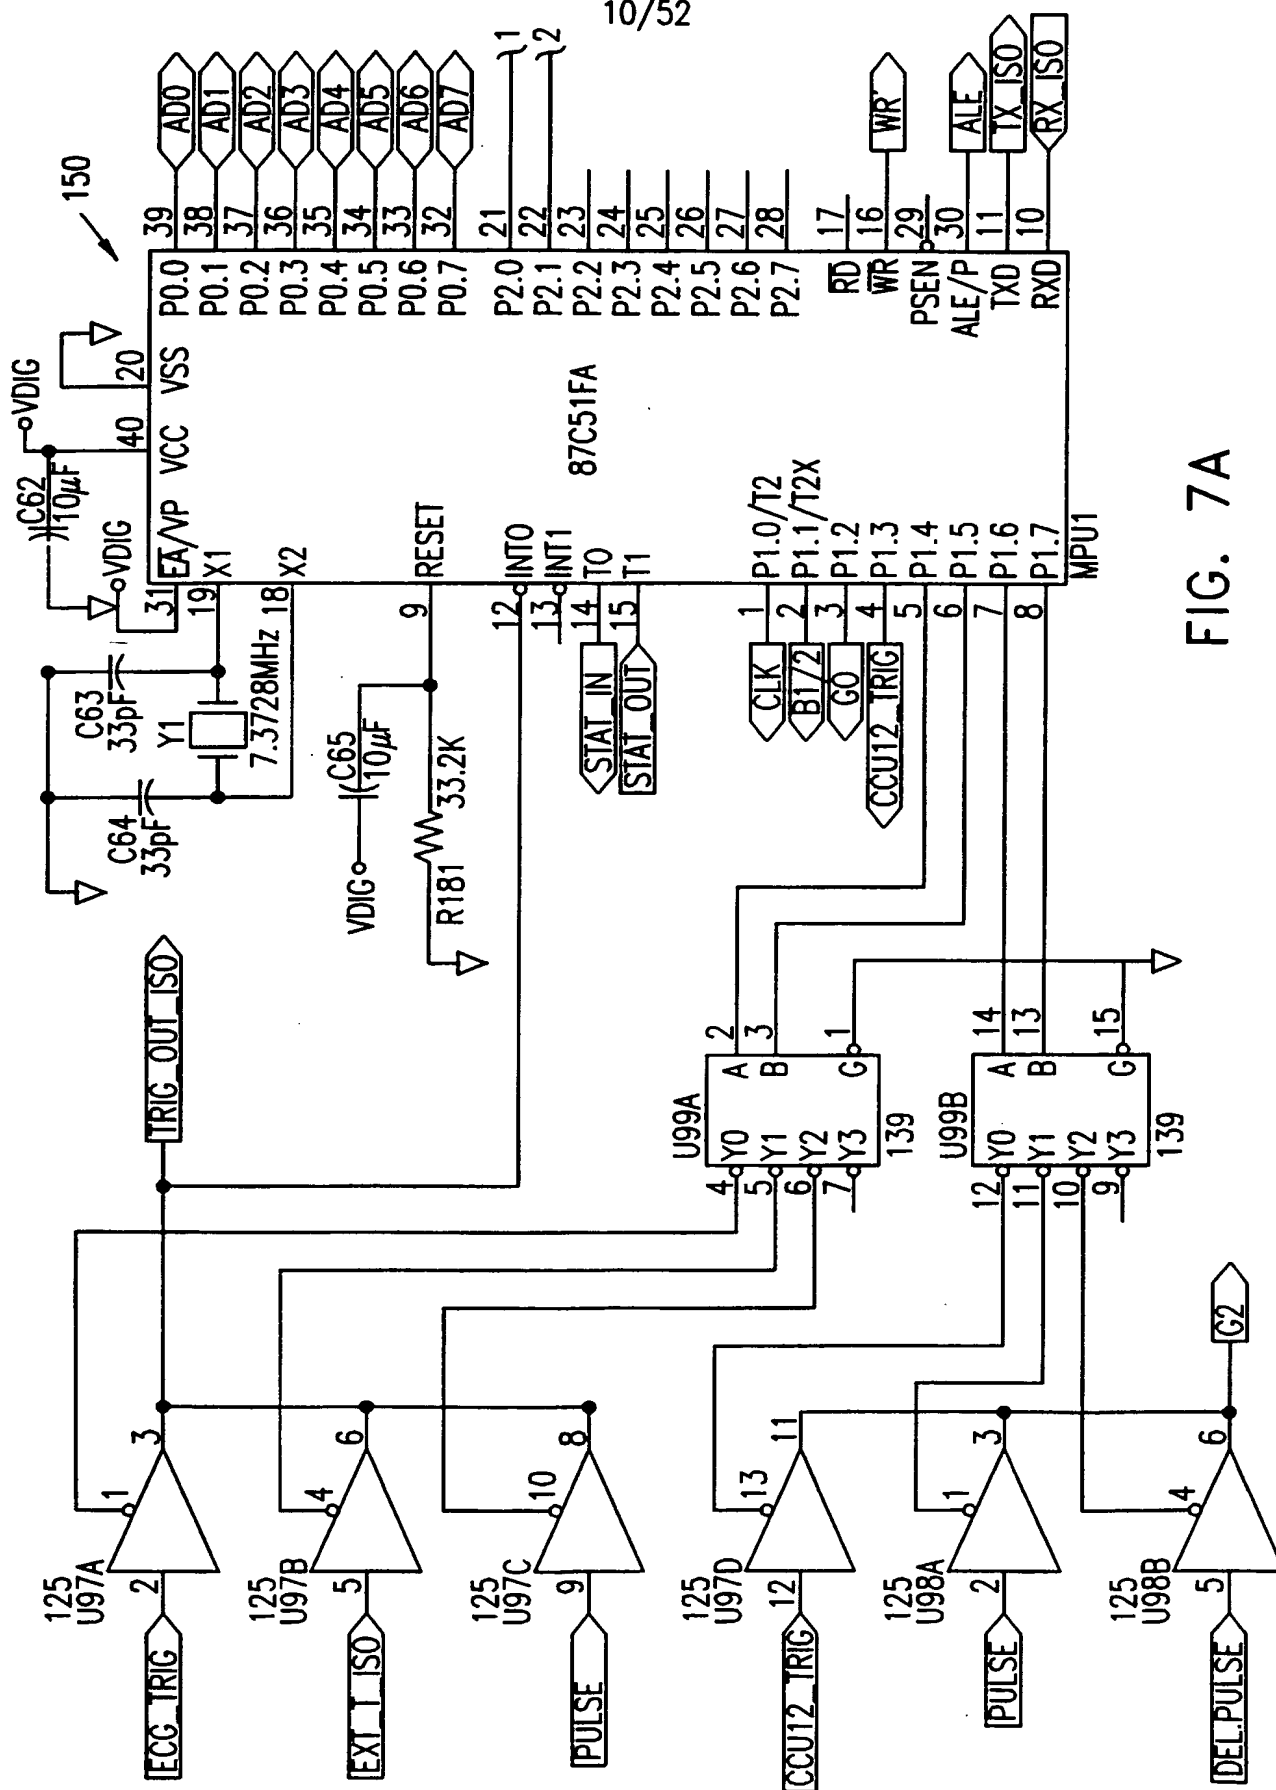 10/52
150
VDIG
C62
10µF
VDIG
31
40
20
EA/VP
VCC
VSS
19
X1
18
X2
C63
33pF
C64
33pF
Y1
7.3728MHz
VDIG
C65
10µF
R181
33.2K
9
RESET
12
INT0
13
INT1
14
T0
15
T1
STAT_IN
STAT_OUT
87C51FA
P0.0
39
AD0
P0.1
38
AD1
P0.2
37
AD2
P0.3
36
AD3
P0.4
35
AD4
P0.5
34
AD5
P0.6
33
AD6
P0.7
32
AD7
P2.0
21
1
P2.1
22
2
P2.2
23
P2.3
24
P2.4
25
P2.5
26
P2.6
27
P2.7
28
RD
17
WR
16
WR'
PSEN
29
ALE/P
30
ALE
TXD
11
TX_ISO
RXD
10
RX_ISO
CLK
1
P1.0/T2
B1/2
2
P1.1/T2X
GO
3
P1.2
CCU12_TRIG
4
P1.3
5
P1.4
6
P1.5
7
P1.6
8
P1.7
MPU1
TRIG_OUT_ISO
U99A
4
Y0
A
2
5
Y1
B
3
6
Y2
7
Y3
G
1
139
U99B
12
Y0
A
14
11
Y1
B
13
10
Y2
9
Y3
G
15
139
ECG_TRIG
2
125
U97A
1
3
EXT_T_ISO
5
125
U97B
4
6
PULSE
9
125
U97C
10
8
CCU12_TRIG
12
125
U97D
13
11
PULSE
2
125
U98A
1
3
DEL.PULSE
5
125
U98B
4
6
G2
FIG. 7A